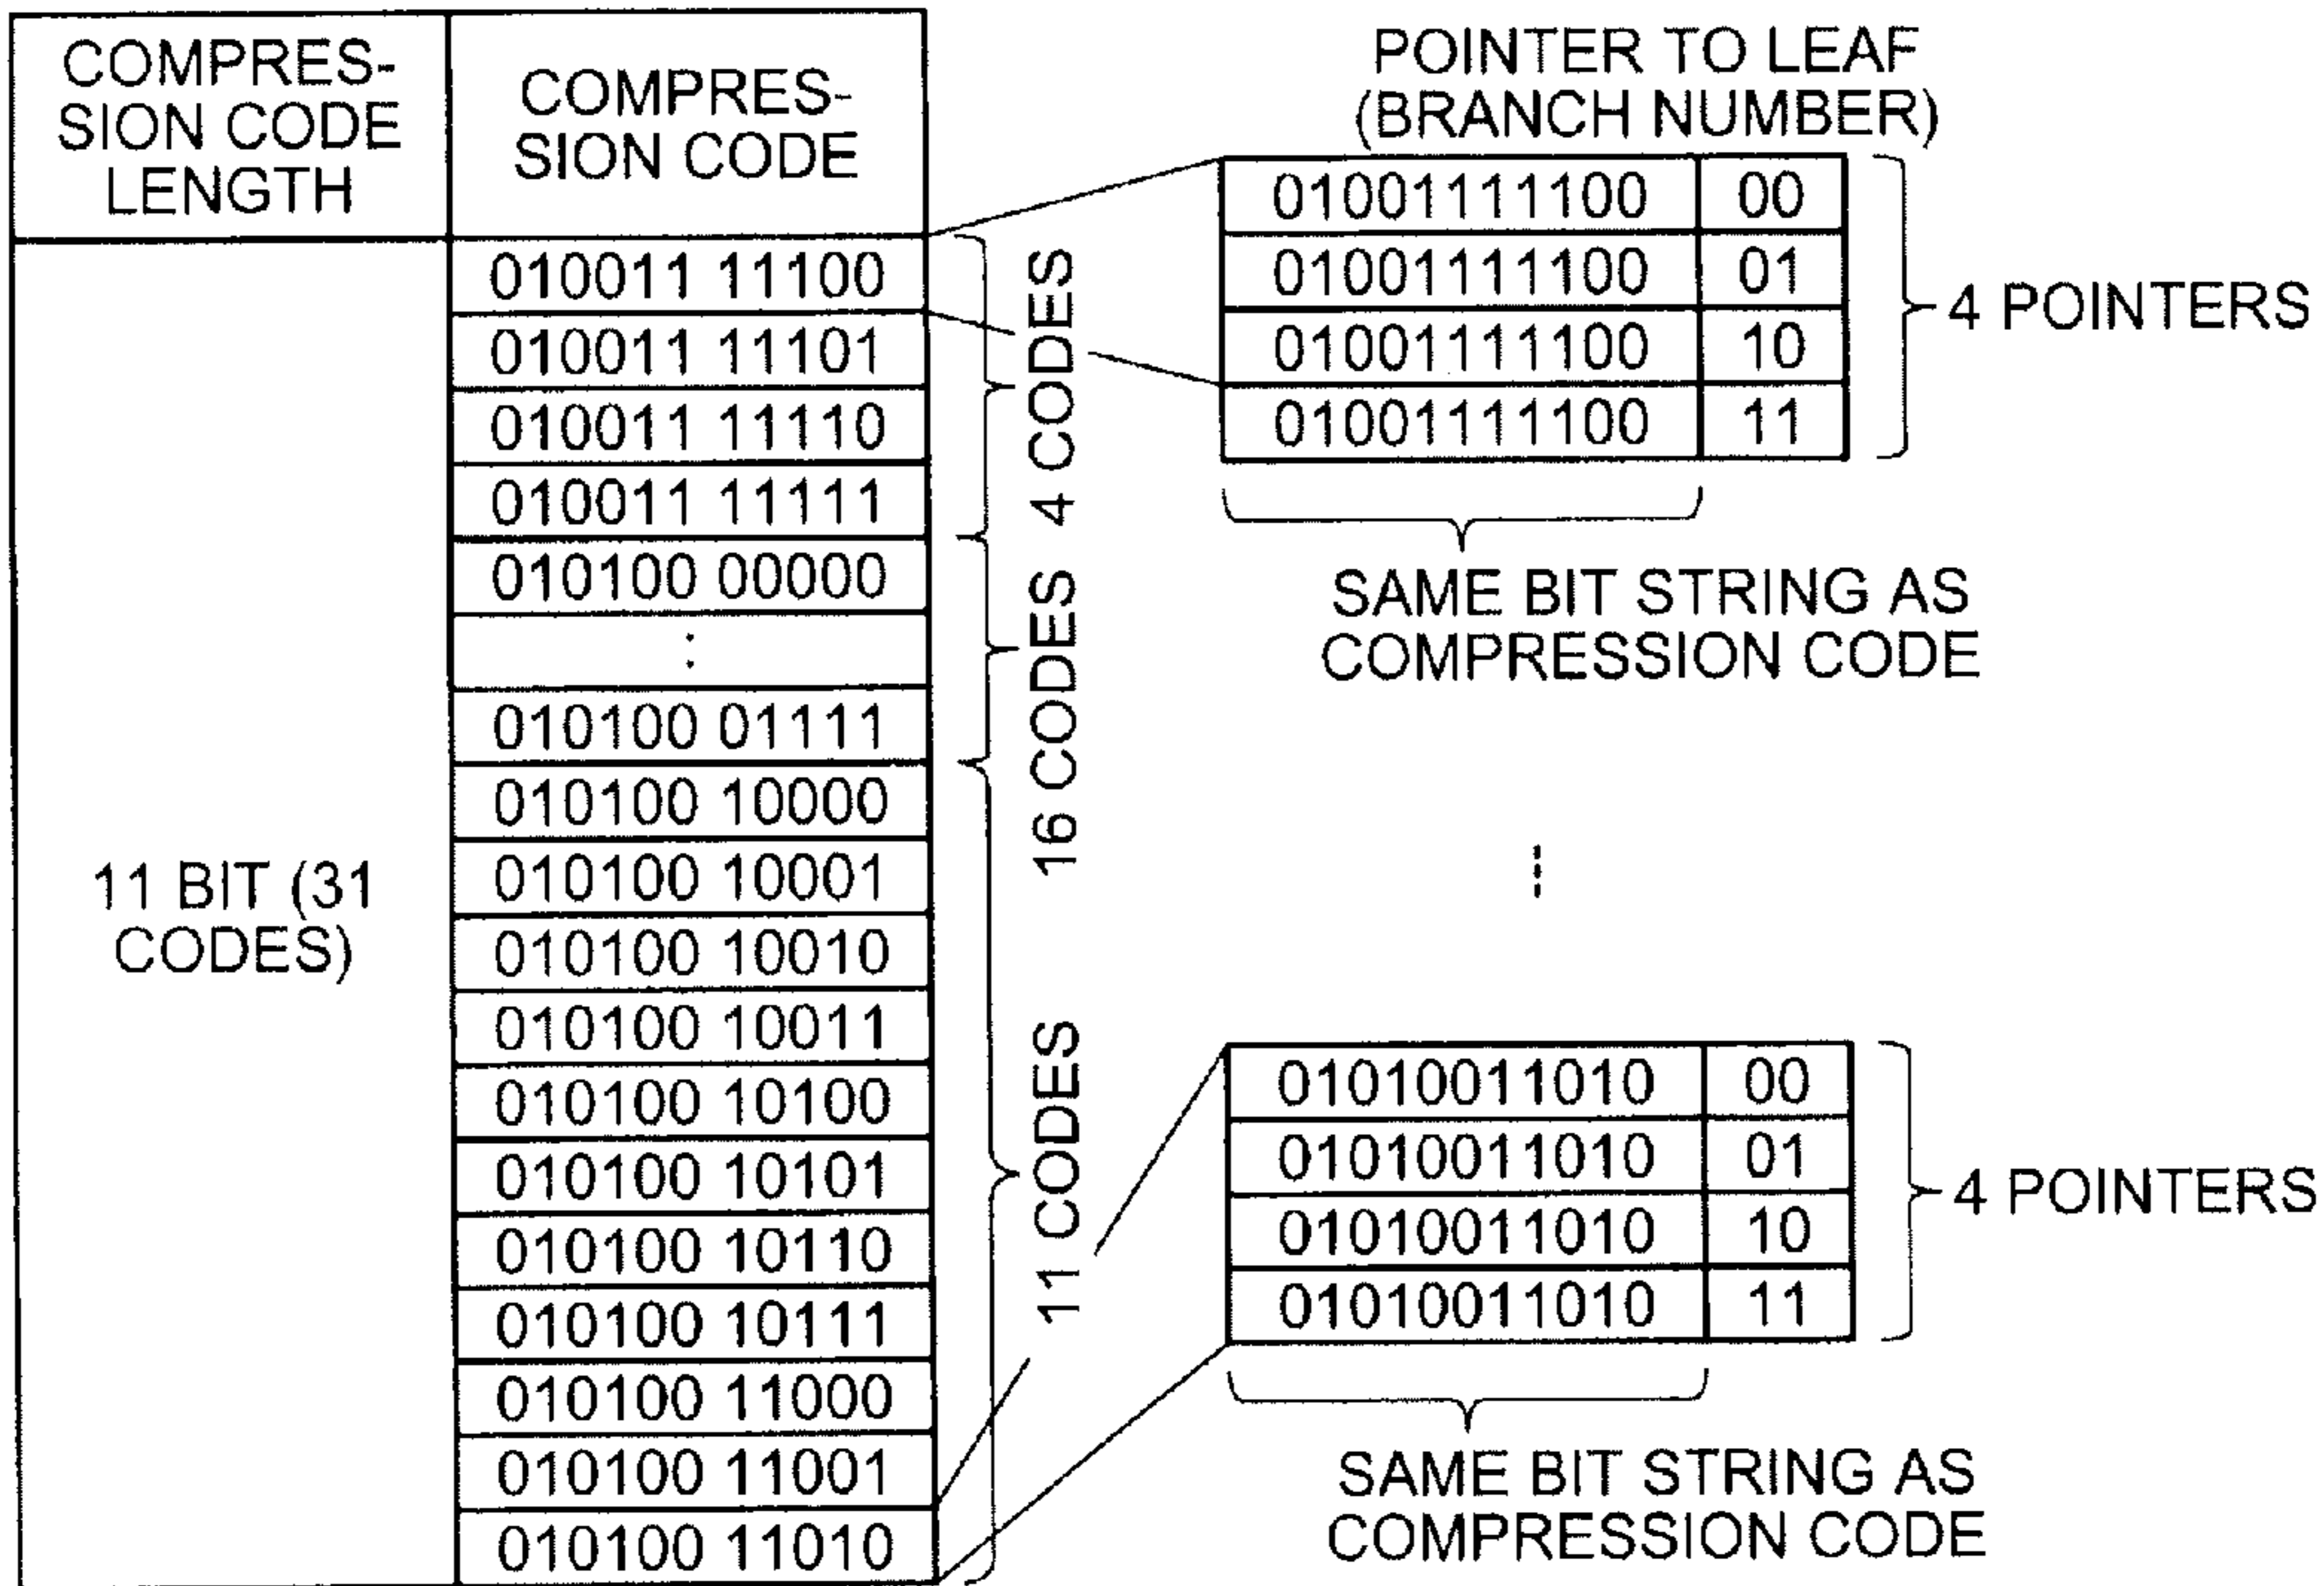 COMPRES-
SION CODE
LENGTH
COMPRES-
SION CODE
11 BIT (31
CODES)
010011 11100
010011 11101
010011 11110
010011 11111
010100 00000
:
010100 01111
010100 10000
010100 10001
010100 10010
010100 10011
010100 10100
010100 10101
010100 10110
010100 10111
010100 11000
010100 11001
010100 11010
4 CODES
16 CODES
11 CODES
POINTER TO LEAF
(BRANCH NUMBER)
01001111100 00
01001111100 01
01001111100 10
01001111100 11
4 POINTERS
SAME BIT STRING AS
COMPRESSION CODE
01010011010 00
01010011010 01
01010011010 10
01010011010 11
4 POINTERS
SAME BIT STRING AS
COMPRESSION CODE